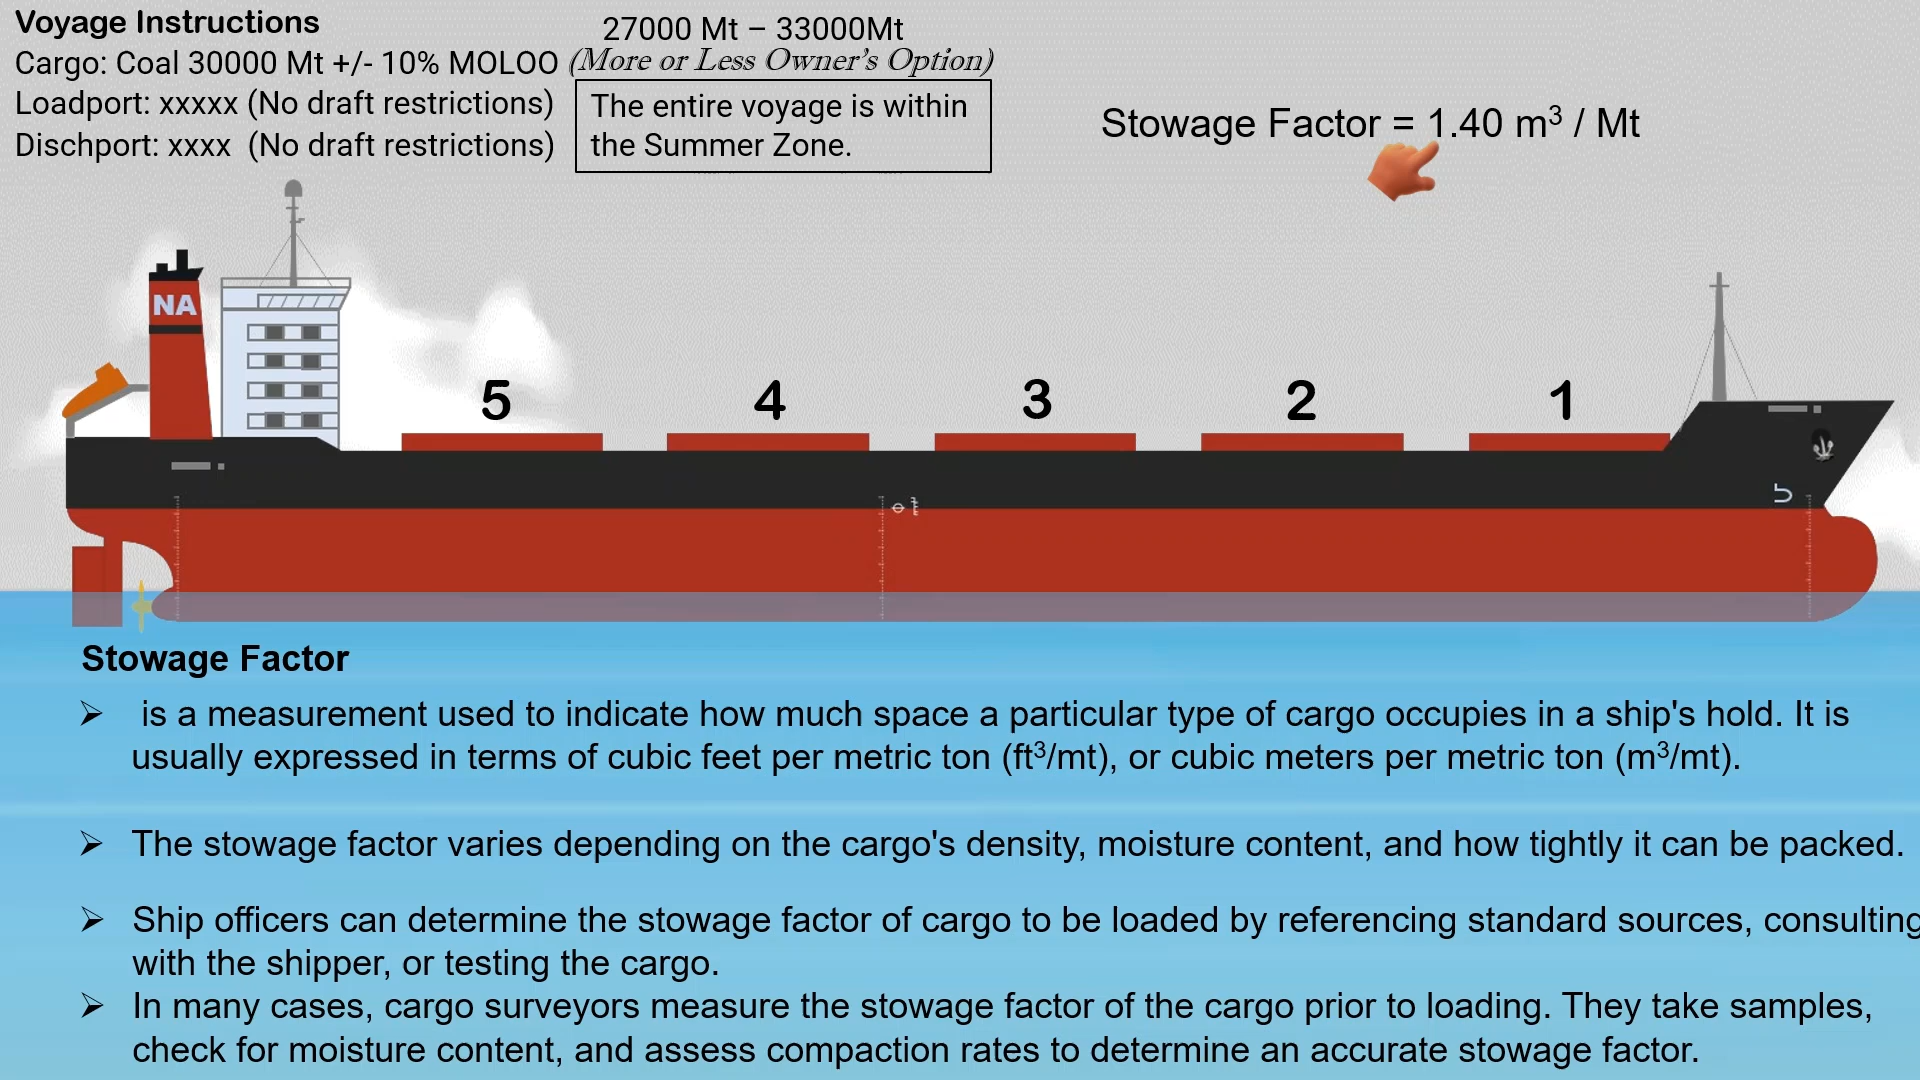 Voyage Instructions
27000 Mt – 33000Mt
Cargo: Coal 30000 Mt +/- 10% MOLOO (More or Less Owner's Option)
Loadport: xxxxx (No draft restrictions)
Dischport: xxxx (No draft restrictions)
The entire voyage is within
the Summer Zone.
Stowage Factor = 1.40 m³ / Mt
NA
5 4 3 2 1
Stowage Factor
➢ is a measurement used to indicate how much space a particular type of cargo occupies in a ship's hold. It is
usually expressed in terms of cubic feet per metric ton (ft³/mt), or cubic meters per metric ton (m³/mt).
➢ The stowage factor varies depending on the cargo's density, moisture content, and how tightly it can be packed.
➢ Ship officers can determine the stowage factor of cargo to be loaded by referencing standard sources, consulting
with the shipper, or testing the cargo.
➢ In many cases, cargo surveyors measure the stowage factor of the cargo prior to loading. They take samples,
check for moisture content, and assess compaction rates to determine an accurate stowage factor.